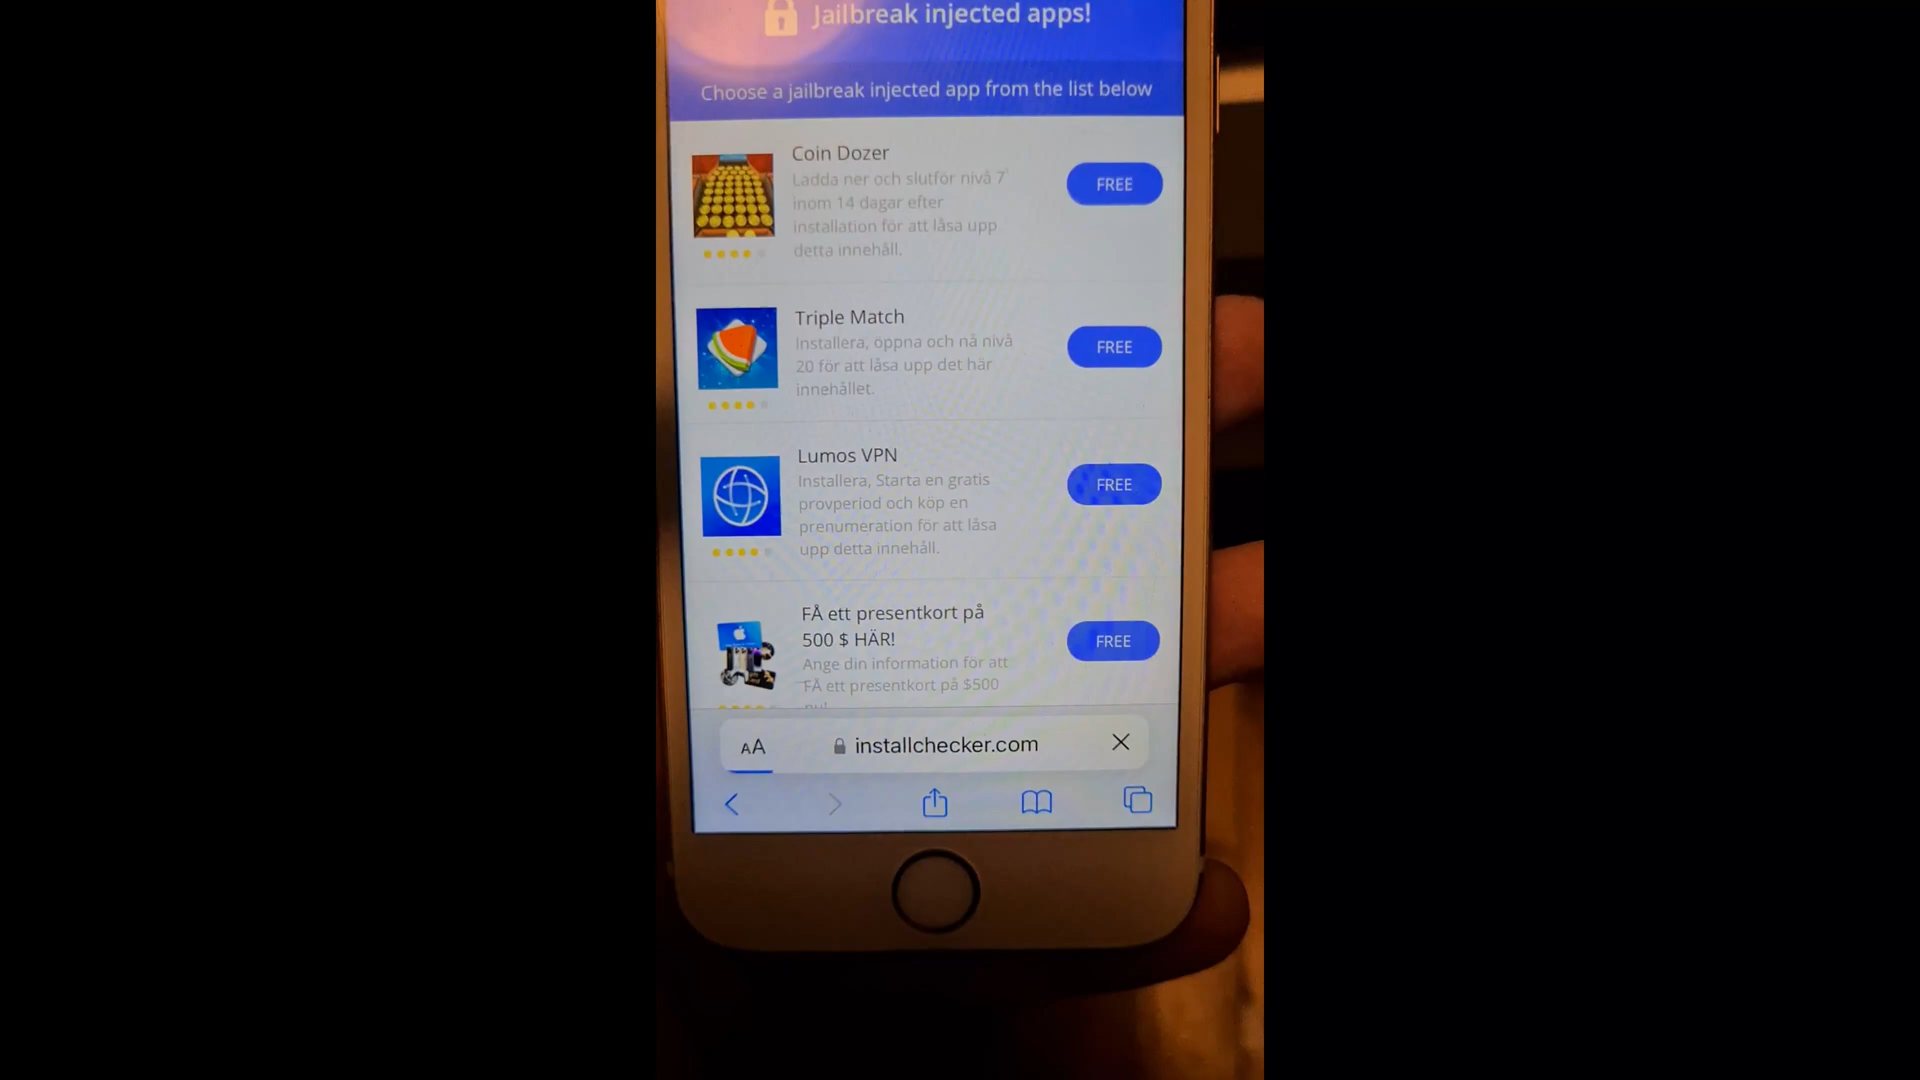 Jailbreak injected apps!
Choose a jailbreak injected app from the list below
Coin Dozer
Ladda ner och slutför nivå 7
inom 14 dagar efter
installation för att låsa upp
detta innehåll.
FREE
Triple Match
Installera, öppna och nå nivå
20 för att låsa upp det här
innehållet.
FREE
Lumos VPN
Installera, Starta en gratis
provperiod och köp en
prenumeration för att låsa
upp detta innehåll.
FREE
FÅ ett presentkort på
500 $ HÄR!
Ange din information för att
FÅ ett presentkort på $500
nu!
FREE
AA
installchecker.com